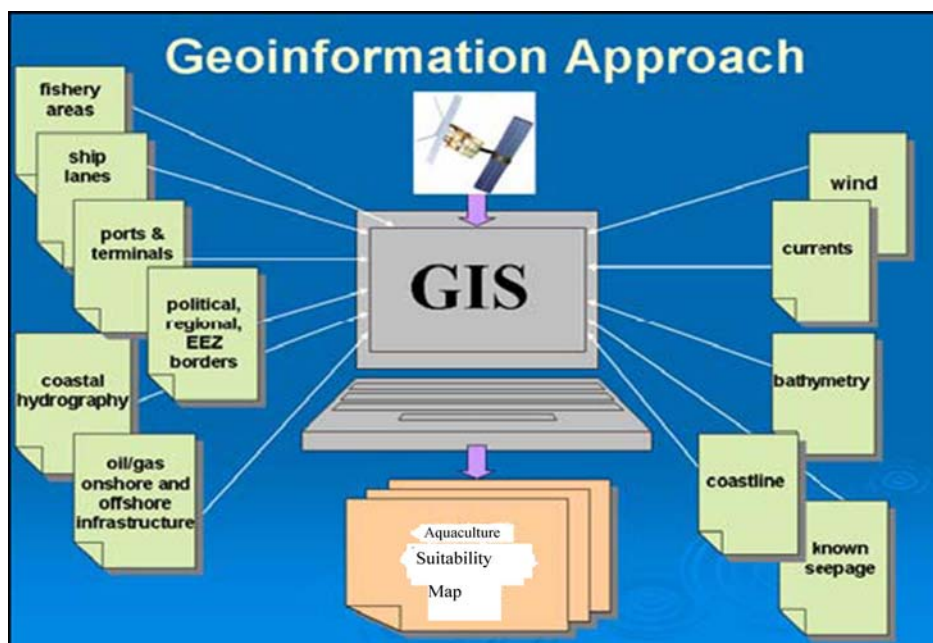 Geoinformation Approach
fishery
areas
ship
lanes
ports &
terminals
political,
regional,
EEZ
borders
coastal
hydrography
oil/gas
onshore and
offshore
infrastructure
GIS
wind
currents
bathymetry
coastline
known
seepage
Aquaculture
Suitability
Map